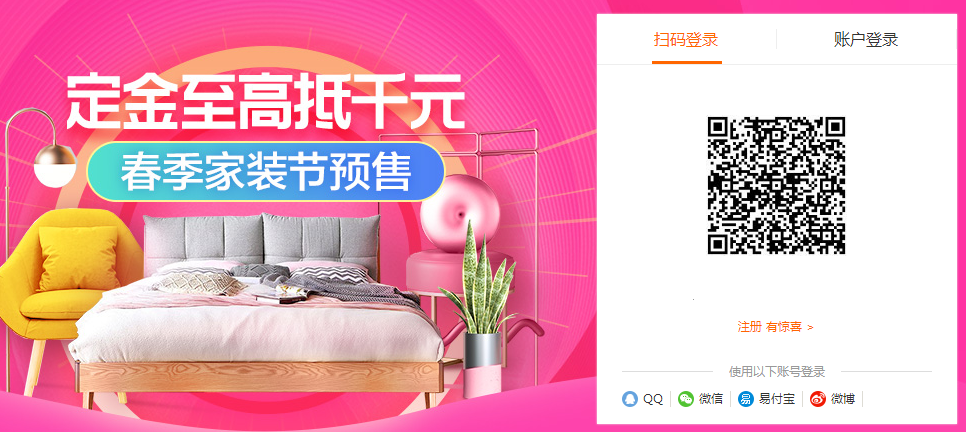 定金至高抵千元
春季家装节预售
扫码登录
账户登录
注册 有惊喜 >
使用以下账号登录
QQ
微信
易付宝
微博